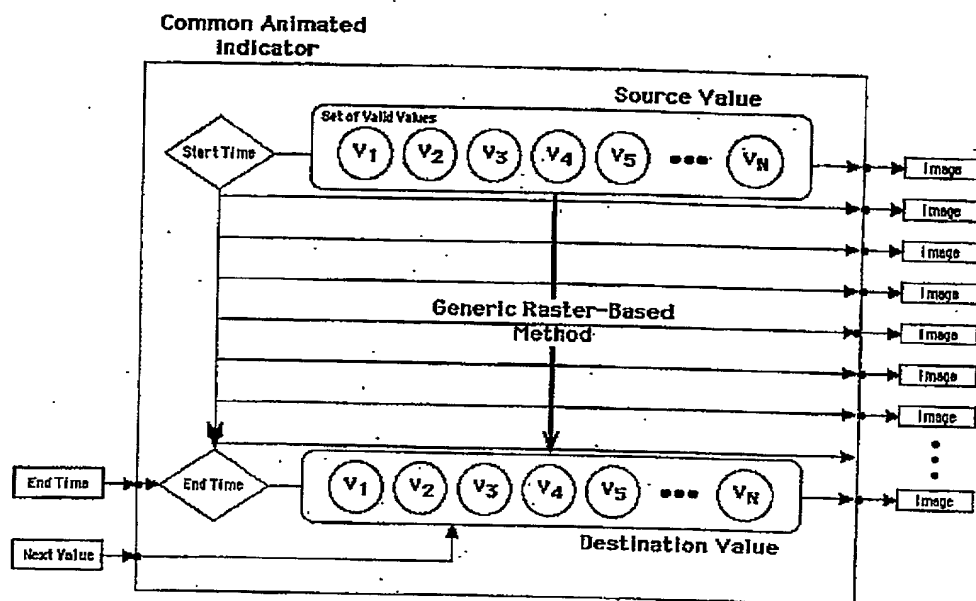 Common Animated
Indicator
Source Value
Set of Valid Values
Start Time
V1 V2 V3 V4 V5 ••• VN
Image
Image
Image
Image
Generic Raster-Based
Method
Image
Image
Image
End Time
End Time
V1 V2 V3 V4 V5 ••• VN
Image
Next Value
Destination Value